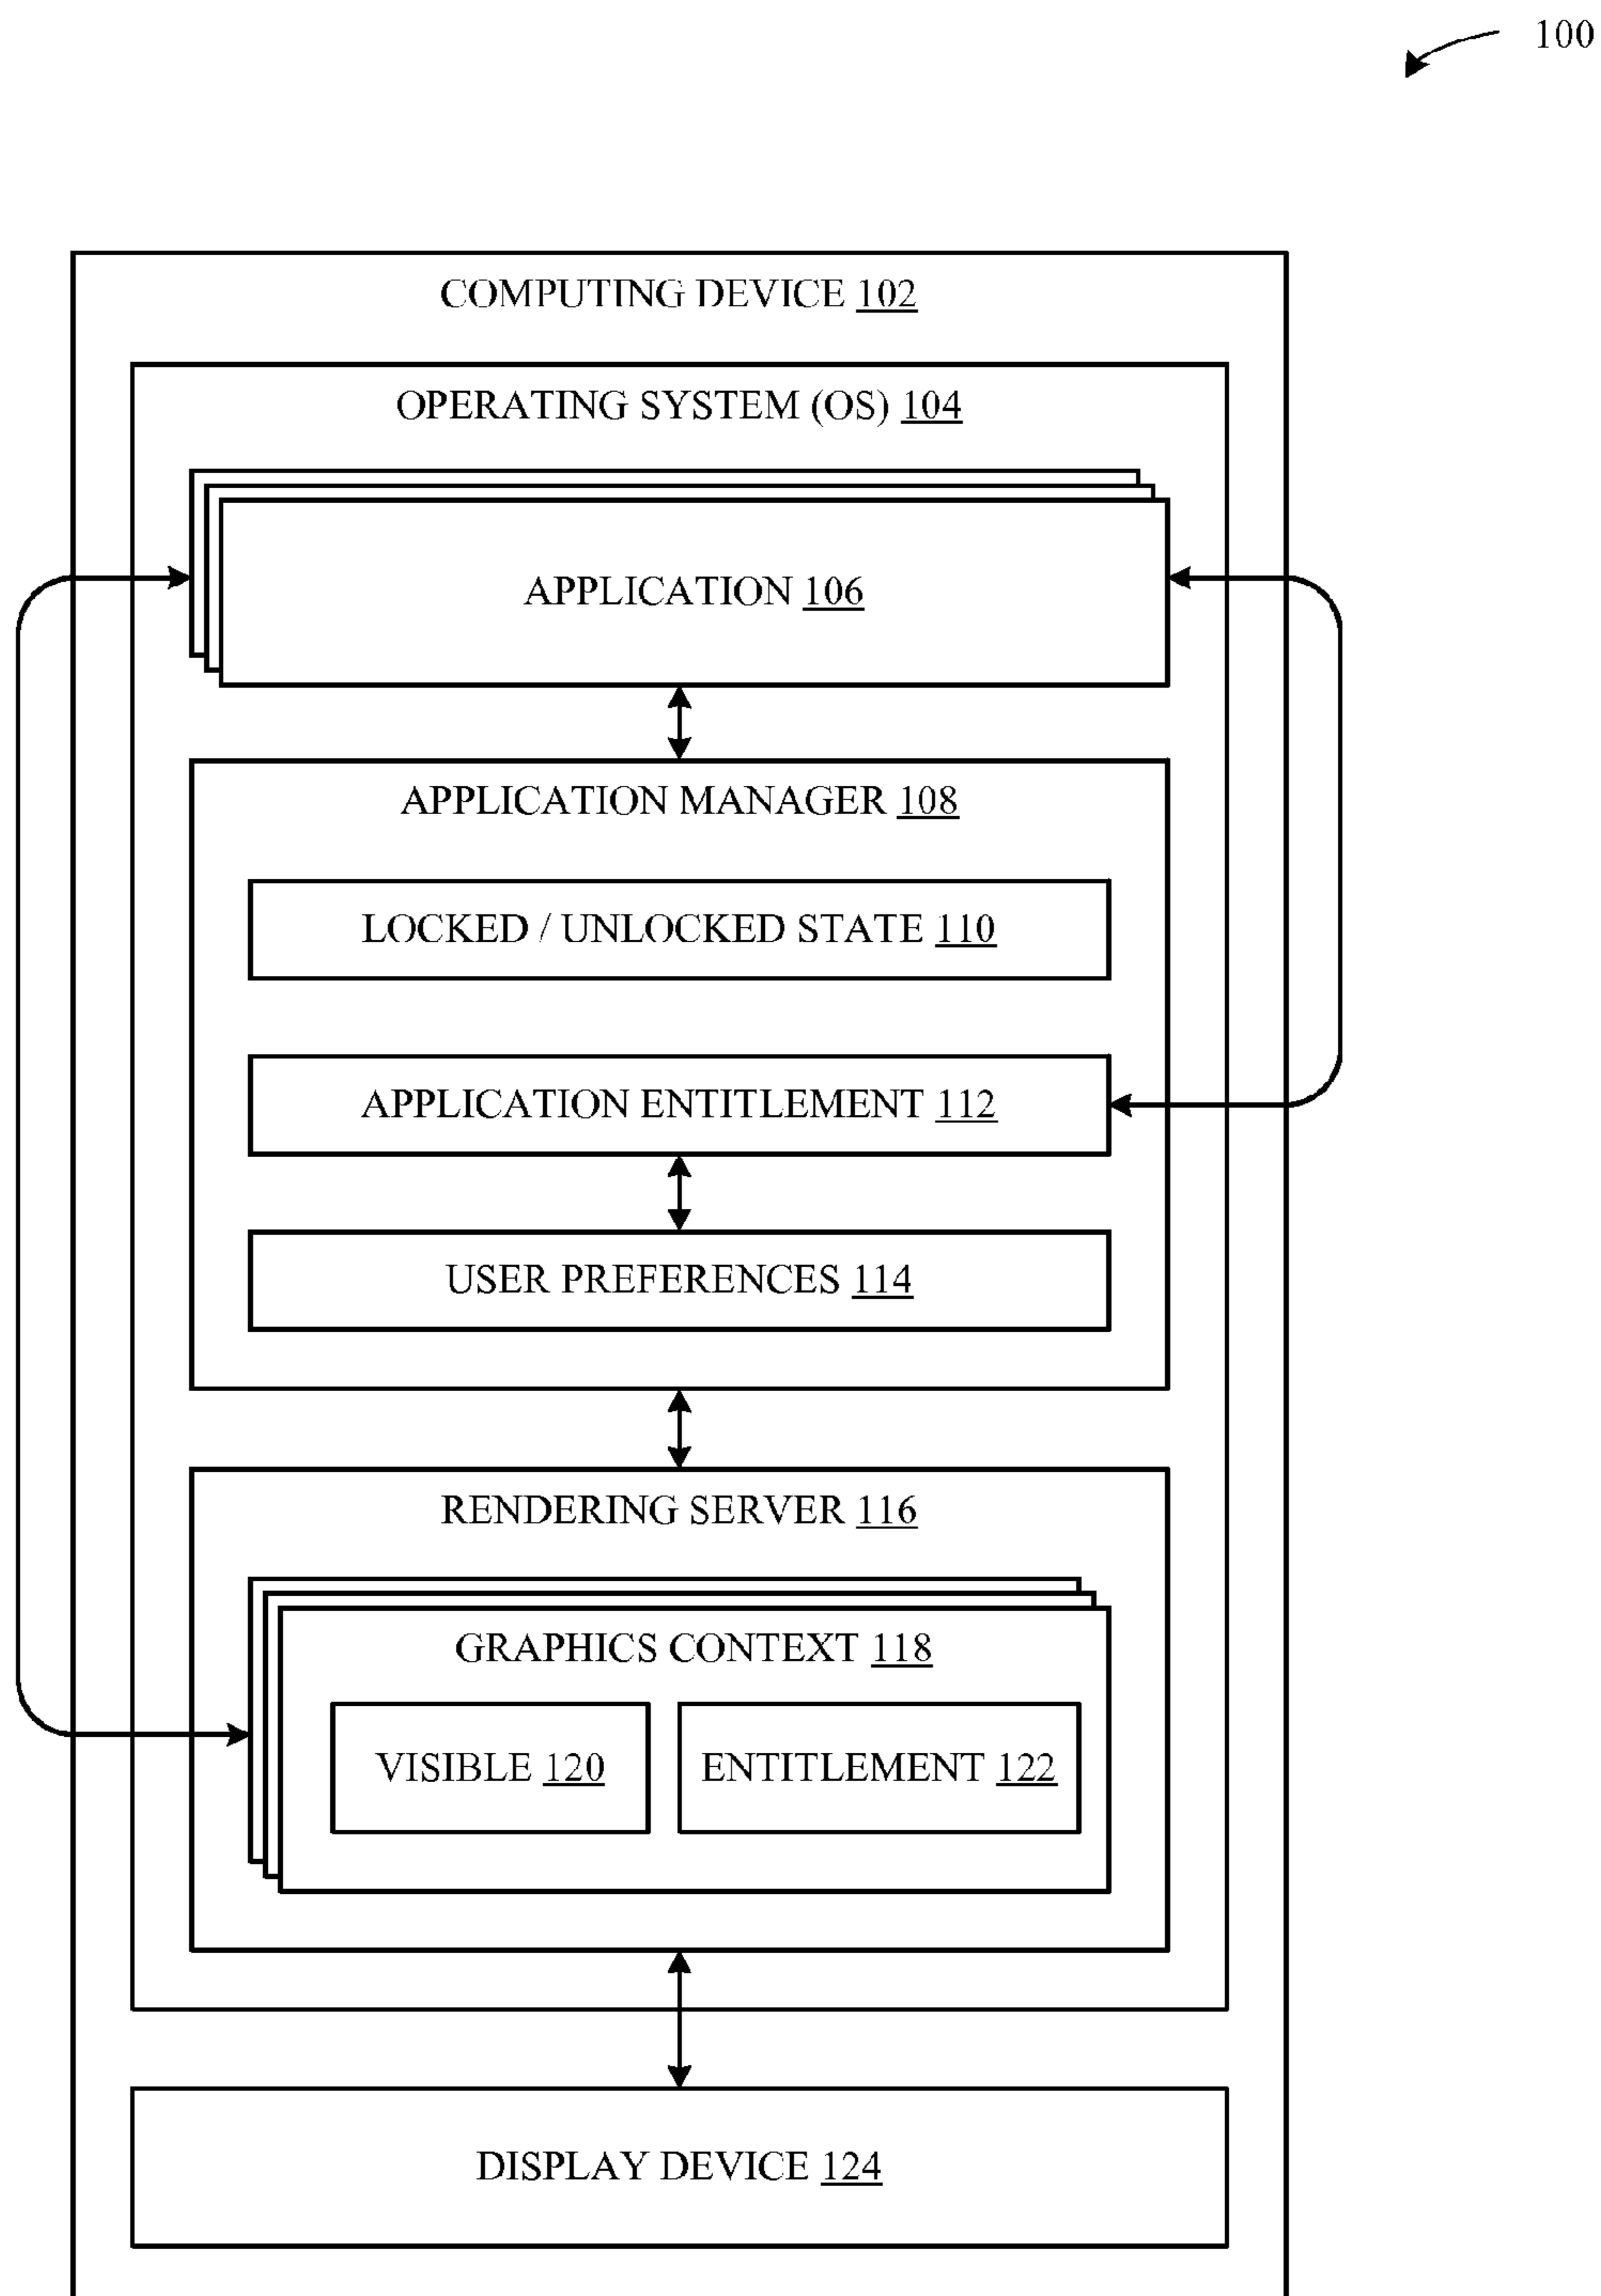 100
COMPUTING DEVICE 102
OPERATING SYSTEM (OS) 104
APPLICATION 106
APPLICATION MANAGER 108
LOCKED / UNLOCKED STATE 110
APPLICATION ENTITLEMENT 112
USER PREFERENCES 114
RENDERING SERVER 116
GRAPHICS CONTEXT 118
VISIBLE 120
ENTITLEMENT 122
DISPLAY DEVICE 124